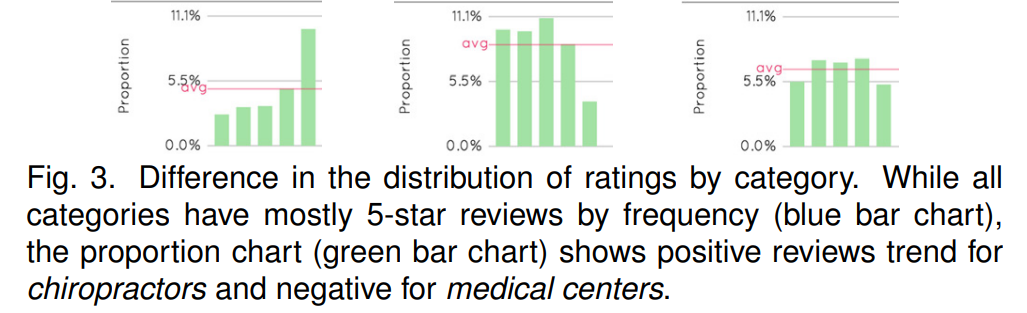 11.1% 11.1% 11.1%
Proportion Proportion Proportion
avg
avg
5.5% 5.5% 5.5%
avg
0.0% 0.0% 0.0%
Fig. 3. Difference in the distribution of ratings by category. While all
categories have mostly 5-star reviews by frequency (blue bar chart),
the proportion chart (green bar chart) shows positive reviews trend for
chiropractors and negative for medical centers.